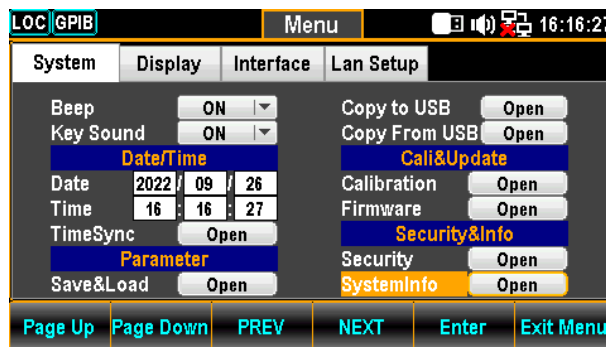 LOC GPIB Menu 16:16:27
System Display Interface Lan Setup
Beep ON
Key Sound ON
Date/Time
Date 2022 / 09 / 26
Time 16 : 16 : 27
TimeSync Open
Parameter
Save&Load Open
Copy to USB Open
Copy From USB Open
Cali&Update
Calibration Open
Firmware Open
Security&Info
Security Open
SystemInfo Open
Page Up Page Down PREV NEXT Enter Exit Menu